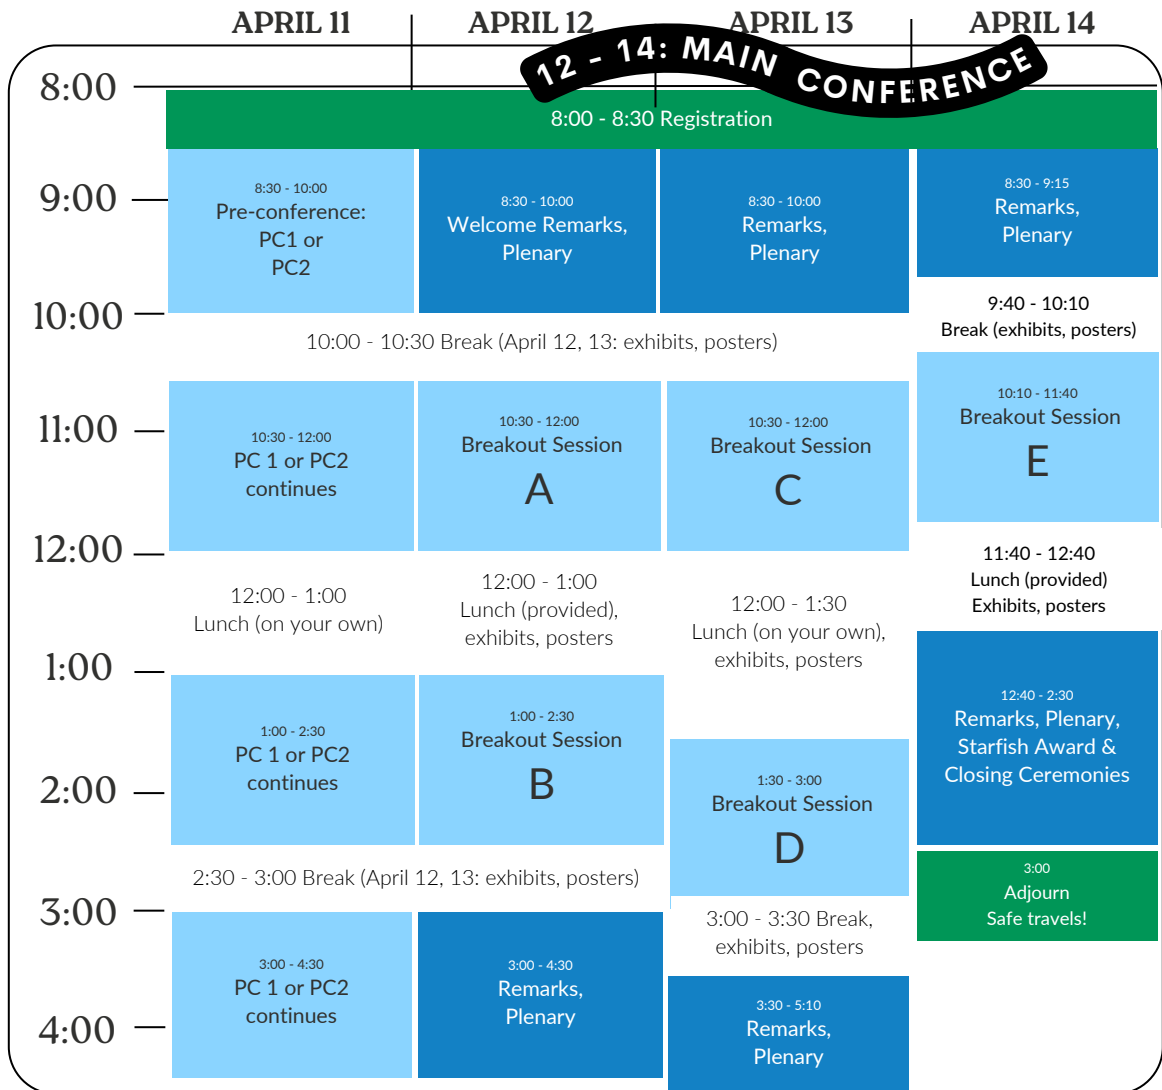 APRIL 11
APRIL 12
APRIL 13
APRIL 14
12 - 14: MAIN CONFERENCE
8:00
8:00 - 8:30 Registration
9:00
8:30 - 10:00
Pre-conference:
PC1 or
PC2
8:30 - 10:00
Welcome Remarks,
Plenary
8:30 - 10:00
Remarks,
Plenary
8:30 - 9:15
Remarks,
Plenary
10:00
10:00 - 10:30 Break (April 12, 13: exhibits, posters)
9:40 - 10:10
Break (exhibits, posters)
11:00
10:30 - 12:00
PC 1 or PC2
continues
10:30 - 12:00
Breakout Session
A
10:30 - 12:00
Breakout Session
C
10:10 - 11:40
Breakout Session
E
12:00
12:00 - 1:00
Lunch (on your own)
12:00 - 1:00
Lunch (provided),
exhibits, posters
12:00 - 1:30
Lunch (on your own),
exhibits, posters
11:40 - 12:40
Lunch (provided)
Exhibits, posters
1:00
1:00 - 2:30
PC 1 or PC2
continues
1:00 - 2:30
Breakout Session
B
1:30 - 3:00
Breakout Session
D
12:40 - 2:30
Remarks, Plenary,
Starfish Award &
Closing Ceremonies
2:00
2:30 - 3:00 Break (April 12, 13: exhibits, posters)
3:00
Adjourn
Safe travels!
3:00
3:00 - 3:30 Break,
exhibits, posters
3:00 - 4:30
PC 1 or PC2
continues
3:00 - 4:30
Remarks,
Plenary
3:30 - 5:10
Remarks,
Plenary
4:00